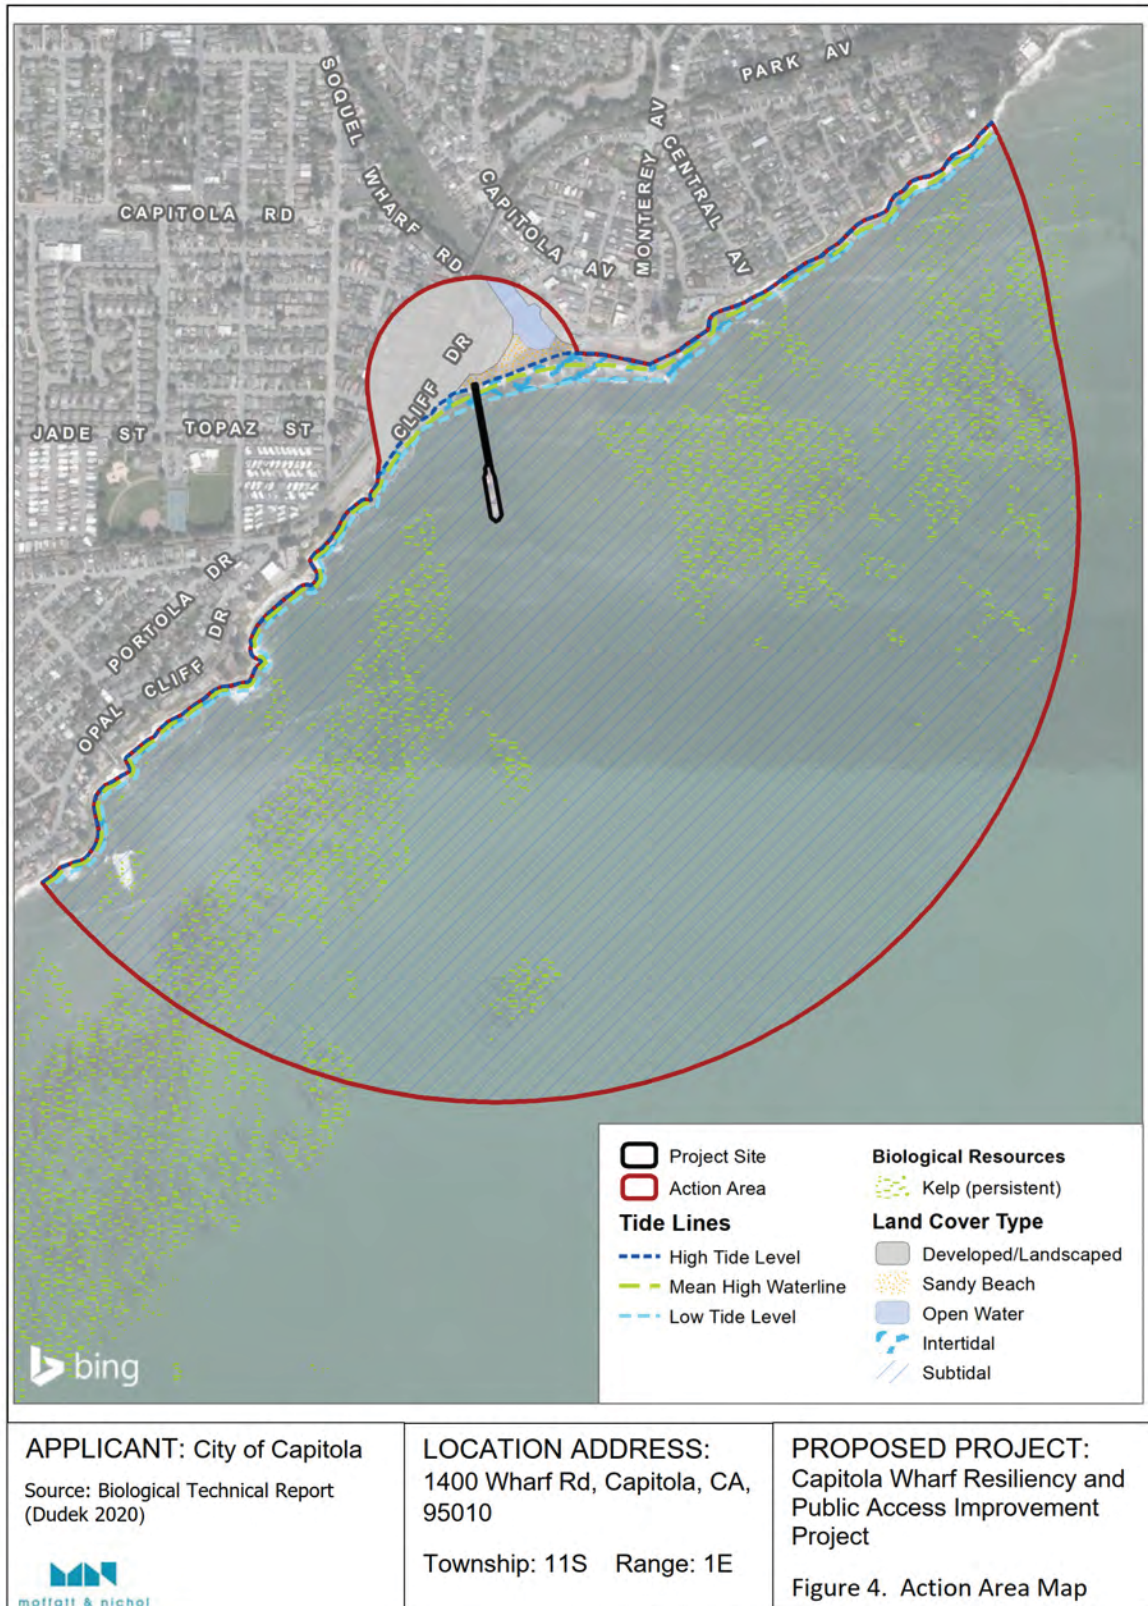 SOQUEL WHARF RD
PARK AV
CAPITOLA AV
MONTEREY AV
CENTRAL AV
CAPITOLA RD
CLIFF DR
JADE ST
TOPAZ ST
PORTOLA DR
OPAL CLIFF DR
Project Site
Action Area
Tide Lines
High Tide Level
Mean High Waterline
Low Tide Level
Biological Resources
Kelp (persistent)
Land Cover Type
Developed/Landscaped
Sandy Beach
Open Water
Intertidal
Subtidal
bing
APPLICANT: City of Capitola
Source: Biological Technical Report
(Dudek 2020)
moffatt & nichol
LOCATION ADDRESS:
1400 Wharf Rd, Capitola, CA,
95010
Township: 11S Range: 1E
PROPOSED PROJECT:
Capitola Wharf Resiliency and
Public Access Improvement
Project
Figure 4. Action Area Map